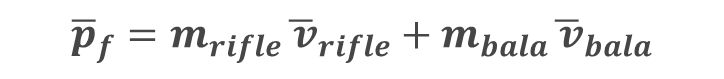 p̅_f = m_rifle v̅_rifle + m_bala v̅_bala